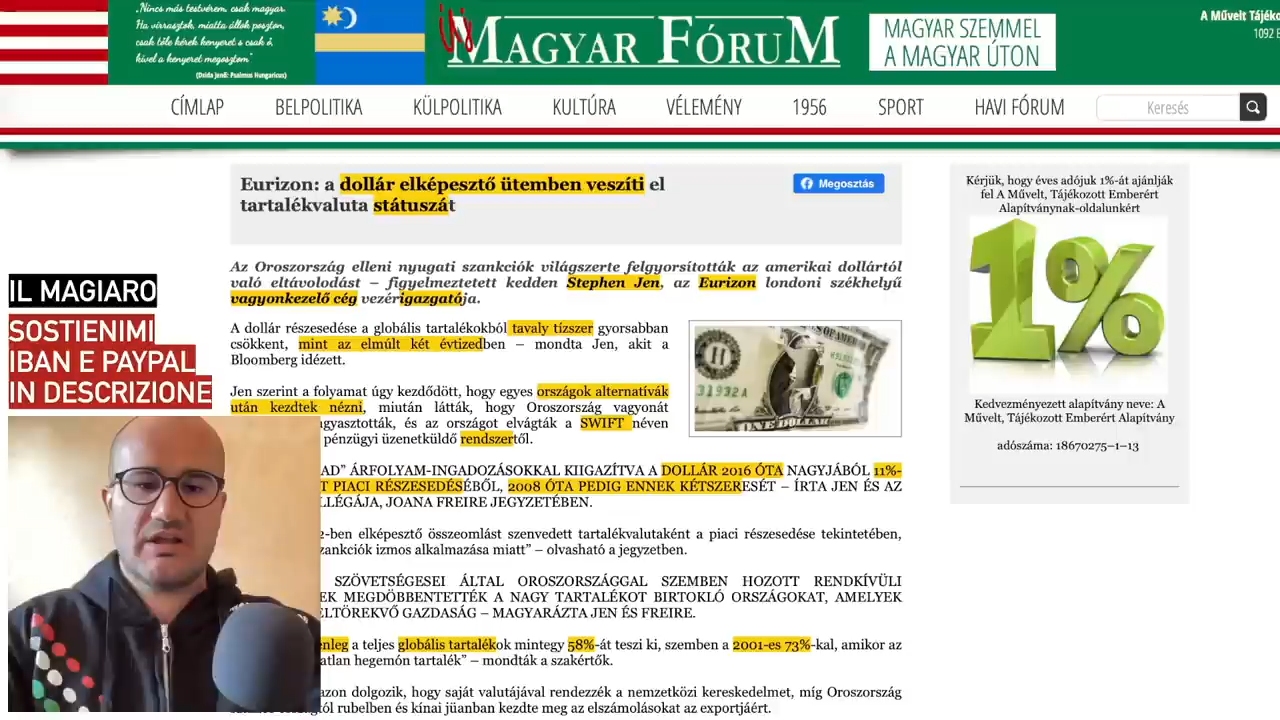 „Nincs más testvérem, csak magyar.
Ha virrasztok, miatta állok poszton,
csak tőle kérek kenyeret s csak ő,
kivel a kenyeret megosztom”
(Dsida Jenő: Psalmus Hungaricus)
MAGYAR FÓRUM
MAGYAR SZEMMEL
A MAGYAR ÚTON
A Művelt Tájéko
1092 B
CÍMLAP BELPOLITIKA KÜLPOLITIKA KULTÚRA VÉLEMÉNY 1956 SPORT HAVI FÓRUM Keresés
Eurizon: a dollár elképesztő ütemben veszíti el
tartalékvaluta státuszát
Megosztás
Az Oroszország elleni nyugati szankciók világszerte felgyorsították az amerikai dollártól
való eltávolodást – figyelmeztetett kedden Stephen Jen, az Eurizon londoni székhelyű
vagyonkezelő cég vezérigazgatója.
A dollár részesedése a globális tartalékokból tavaly tízszer gyorsabban
csökkent, mint az elmúlt két évtizedben – mondta Jen, akit a
Bloomberg idézett.
Jen szerint a folyamat úgy kezdődött, hogy egyes országok alternatívák
után kezdtek nézni, miután látták, hogy Oroszország vagyonát
agyasztották, és az országot elvágták a SWIFT néven
pénzügyi üzenetküldő rendszertől.
AD” ÁRFOLYAM-INGADOZÁSOKKAL KIIGAZÍTVA A DOLLÁR 2016 ÓTA NAGYJÁBÓL 11%-
T PIACI RÉSZESEDÉSÉBŐL, 2008 ÓTA PEDIG ENNEK KÉTSZERESÉT – ÍRTA JEN ÉS AZ
LLÉGÁJA, JOANA FREIRE JEGYZETÉBEN.
2-ben elképesztő összeomlást szenvedett tartalékvalutaként a piaci részesedése tekintetében,
zankciók izmos alkalmazása miatt” – olvasható a jegyzetben.
SZÖVETSÉGESEI ÁLTAL OROSZORSZÁGGAL SZEMBEN HOZOTT RENDKÍVÜLI
EK MEGDÖBBENTETTÉK A NAGY TARTALÉKOT BIRTOKLÓ ORSZÁGOKAT, AMELYEK
ELTÖREKVŐ GAZDASÁG – MAGYARÁZTA JEN ÉS FREIRE.
enleg a teljes globális tartalékok mintegy 58%-át teszi ki, szemben a 2001-es 73%-kal, amikor az
atlan hegemón tartalék” – mondták a szakértők.
azon dolgozik, hogy saját valutájával rendezzék a nemzetközi kereskedelmet, míg Oroszország
tól rubelben és kínai jüanban kezdte meg az elszámolásokat az exportjáért.
31932A
ONE DOLLAR
Kérjük, hogy éves adójuk 1%-át ajánlják
fel A Művelt, Tájékozott Emberért
Alapítványnak-oldalunkért
1%
Kedvezményezett alapítvány neve: A
Művelt, Tájékozott Emberért Alapítvány
adószáma: 18670275–1–13
IL MAGIARO
SOSTIENIMI
IBAN E PAYPAL
IN DESCRIZIONE